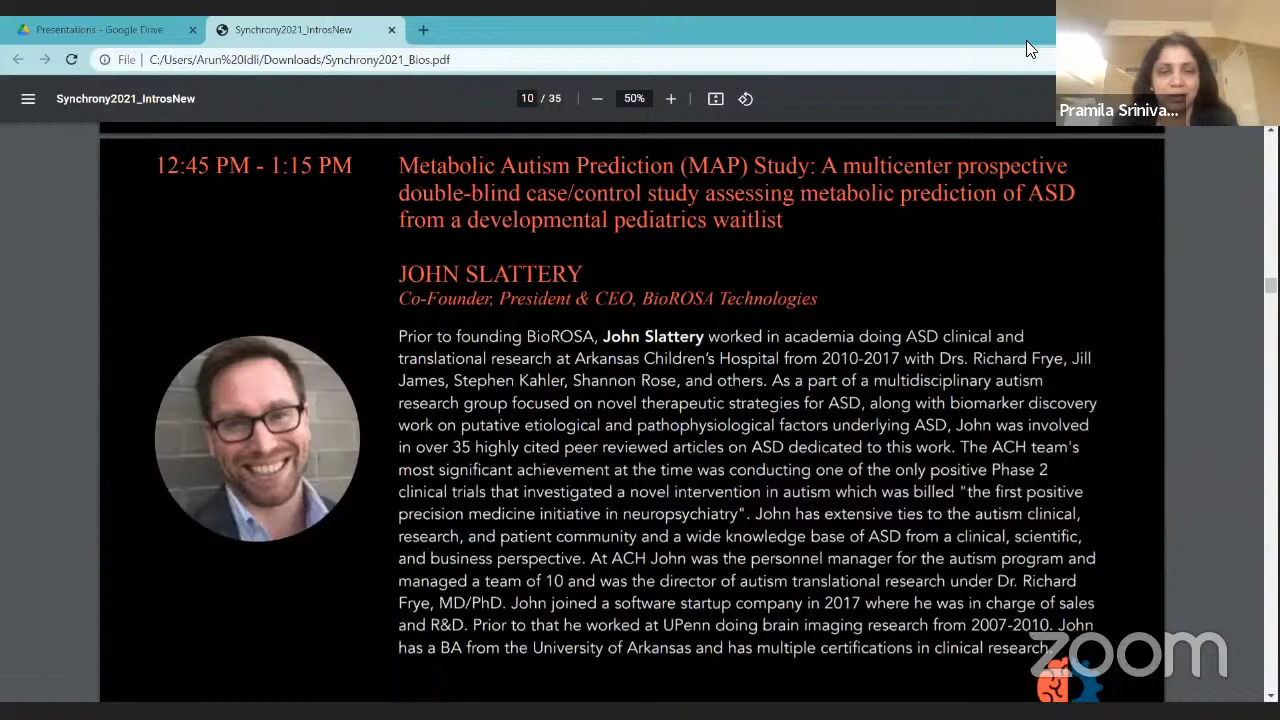 Presentations - Google Drive
Synchrony2021_IntrosNew
File | C:/Users/Arun%20Idli/Downloads/Synchrony2021_Bios.pdf
Synchrony2021_IntrosNew
10 / 35
50%
Pramila Sriniva...
12:45 PM - 1:15 PM
Metabolic Autism Prediction (MAP) Study: A multicenter prospective
double-blind case/control study assessing metabolic prediction of ASD
from a developmental pediatrics waitlist
JOHN SLATTERY
Co-Founder, President & CEO, BioROSA Technologies
Prior to founding BioROSA, John Slattery worked in academia doing ASD clinical and
translational research at Arkansas Children's Hospital from 2010-2017 with Drs. Richard Frye, Jill
James, Stephen Kahler, Shannon Rose, and others. As a part of a multidisciplinary autism
research group focused on novel therapeutic strategies for ASD, along with biomarker discovery
work on putative etiological and pathophysiological factors underlying ASD, John was involved
in over 35 highly cited peer reviewed articles on ASD dedicated to this work. The ACH team's
most significant achievement at the time was conducting one of the only positive Phase 2
clinical trials that investigated a novel intervention in autism which was billed "the first positive
precision medicine initiative in neuropsychiatry". John has extensive ties to the autism clinical,
research, and patient community and a wide knowledge base of ASD from a clinical, scientific,
and business perspective. At ACH John was the personnel manager for the autism program and
managed a team of 10 and was the director of autism translational research under Dr. Richard
Frye, MD/PhD. John joined a software startup company in 2017 where he was in charge of sales
and R&D. Prior to that he worked at UPenn doing brain imaging research from 2007-2010. John
has a BA from the University of Arkansas and has multiple certifications in clinical research.
zoom